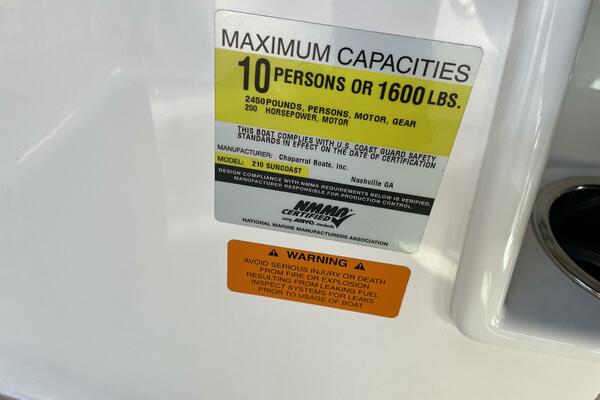 MAXIMUM CAPACITIES
10 PERSONS OR 1600 LBS.
2450 POUNDS, PERSONS, MOTOR, GEAR
200 HORSEPOWER, MOTOR
THIS BOAT COMPLIES WITH U.S. COAST GUARD SAFETY
STANDARDS IN EFFECT ON THE DATE OF CERTIFICATION
MANUFACTURER: Chaparral Boats, Inc.
Nashville GA
MODEL: 210 SUNCOAST
DESIGN COMPLIANCE WITH NMMA REQUIREMENTS BELOW IS VERIFIED.
MANUFACTURER RESPONSIBLE FOR PRODUCTION CONTROL.
NMMA
CERTIFIED
using ABYC standards
NATIONAL MARINE MANUFACTURERS ASSOCIATION
WARNING
AVOID SERIOUS INJURY OR DEATH
FROM FIRE OR EXPLOSION
RESULTING FROM LEAKING FUEL.
INSPECT SYSTEMS FOR LEAKS
PRIOR TO USAGE OF BOAT